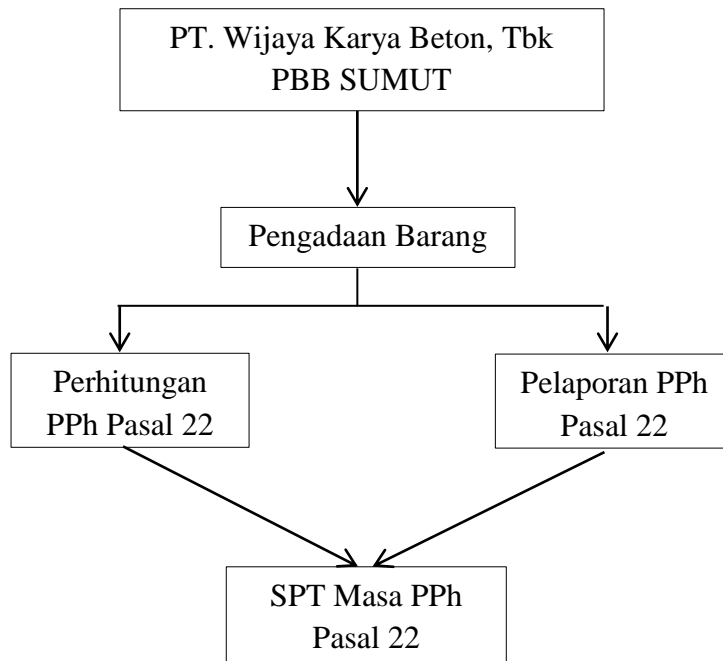 PT. Wijaya Karya Beton, Tbk
PBB SUMUT
Pengadaan Barang
Perhitungan
PPh Pasal 22
Pelaporan PPh
Pasal 22
SPT Masa PPh
Pasal 22